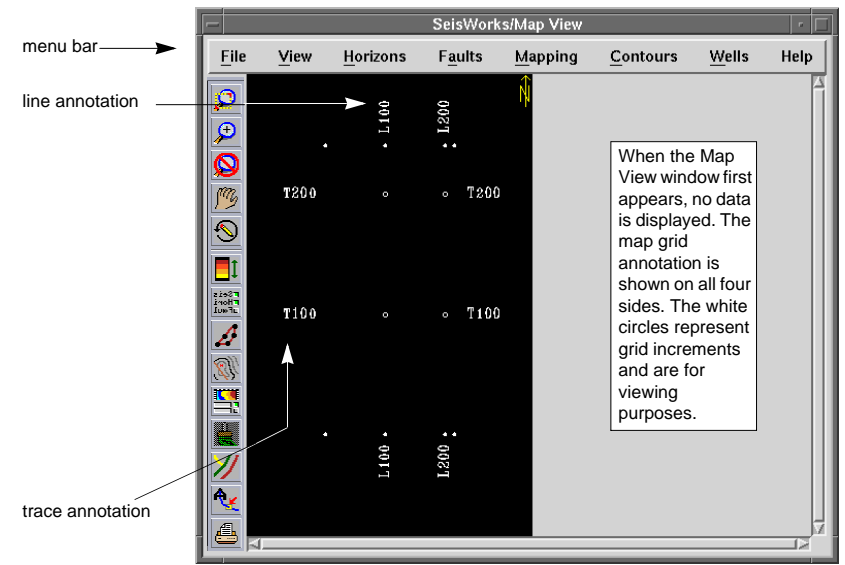 SeisWorks/Map View
menu bar
File View Horizons Faults Mapping Contours Wells Help
line annotation
L100 L200
N
When the Map
View window first
appears, no data
is displayed. The
map grid
annotation is
shown on all four
sides. The white
circles represent
grid increments
and are for
viewing
purposes.
T200 T200
T100 T100
L100 L200
trace annotation